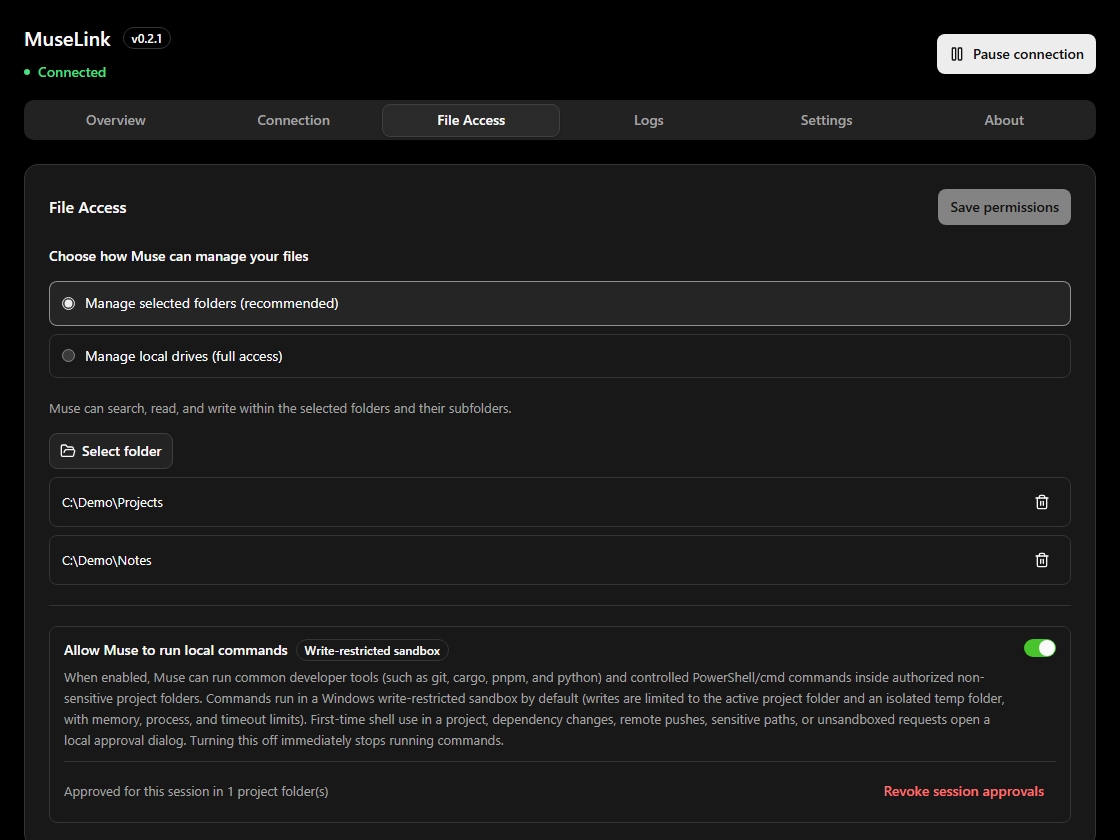 MuseLink v0.2.1
Connected
Pause connection
Overview Connection File Access Logs Settings About
File Access
Save permissions
Choose how Muse can manage your files
Manage selected folders (recommended)
Manage local drives (full access)
Muse can search, read, and write within the selected folders and their subfolders.
Select folder
C:\Demo\Projects
C:\Demo\Notes
Allow Muse to run local commands Write-restricted sandbox
When enabled, Muse can run common developer tools (such as git, cargo, pnpm, and python) and controlled PowerShell/cmd commands inside authorized non-
sensitive project folders. Commands run in a Windows write-restricted sandbox by default (writes are limited to the active project folder and an isolated temp folder,
with memory, process, and timeout limits). First-time shell use in a project, dependency changes, remote pushes, sensitive paths, or unsandboxed requests open a
local approval dialog. Turning this off immediately stops running commands.
Approved for this session in 1 project folder(s)
Revoke session approvals